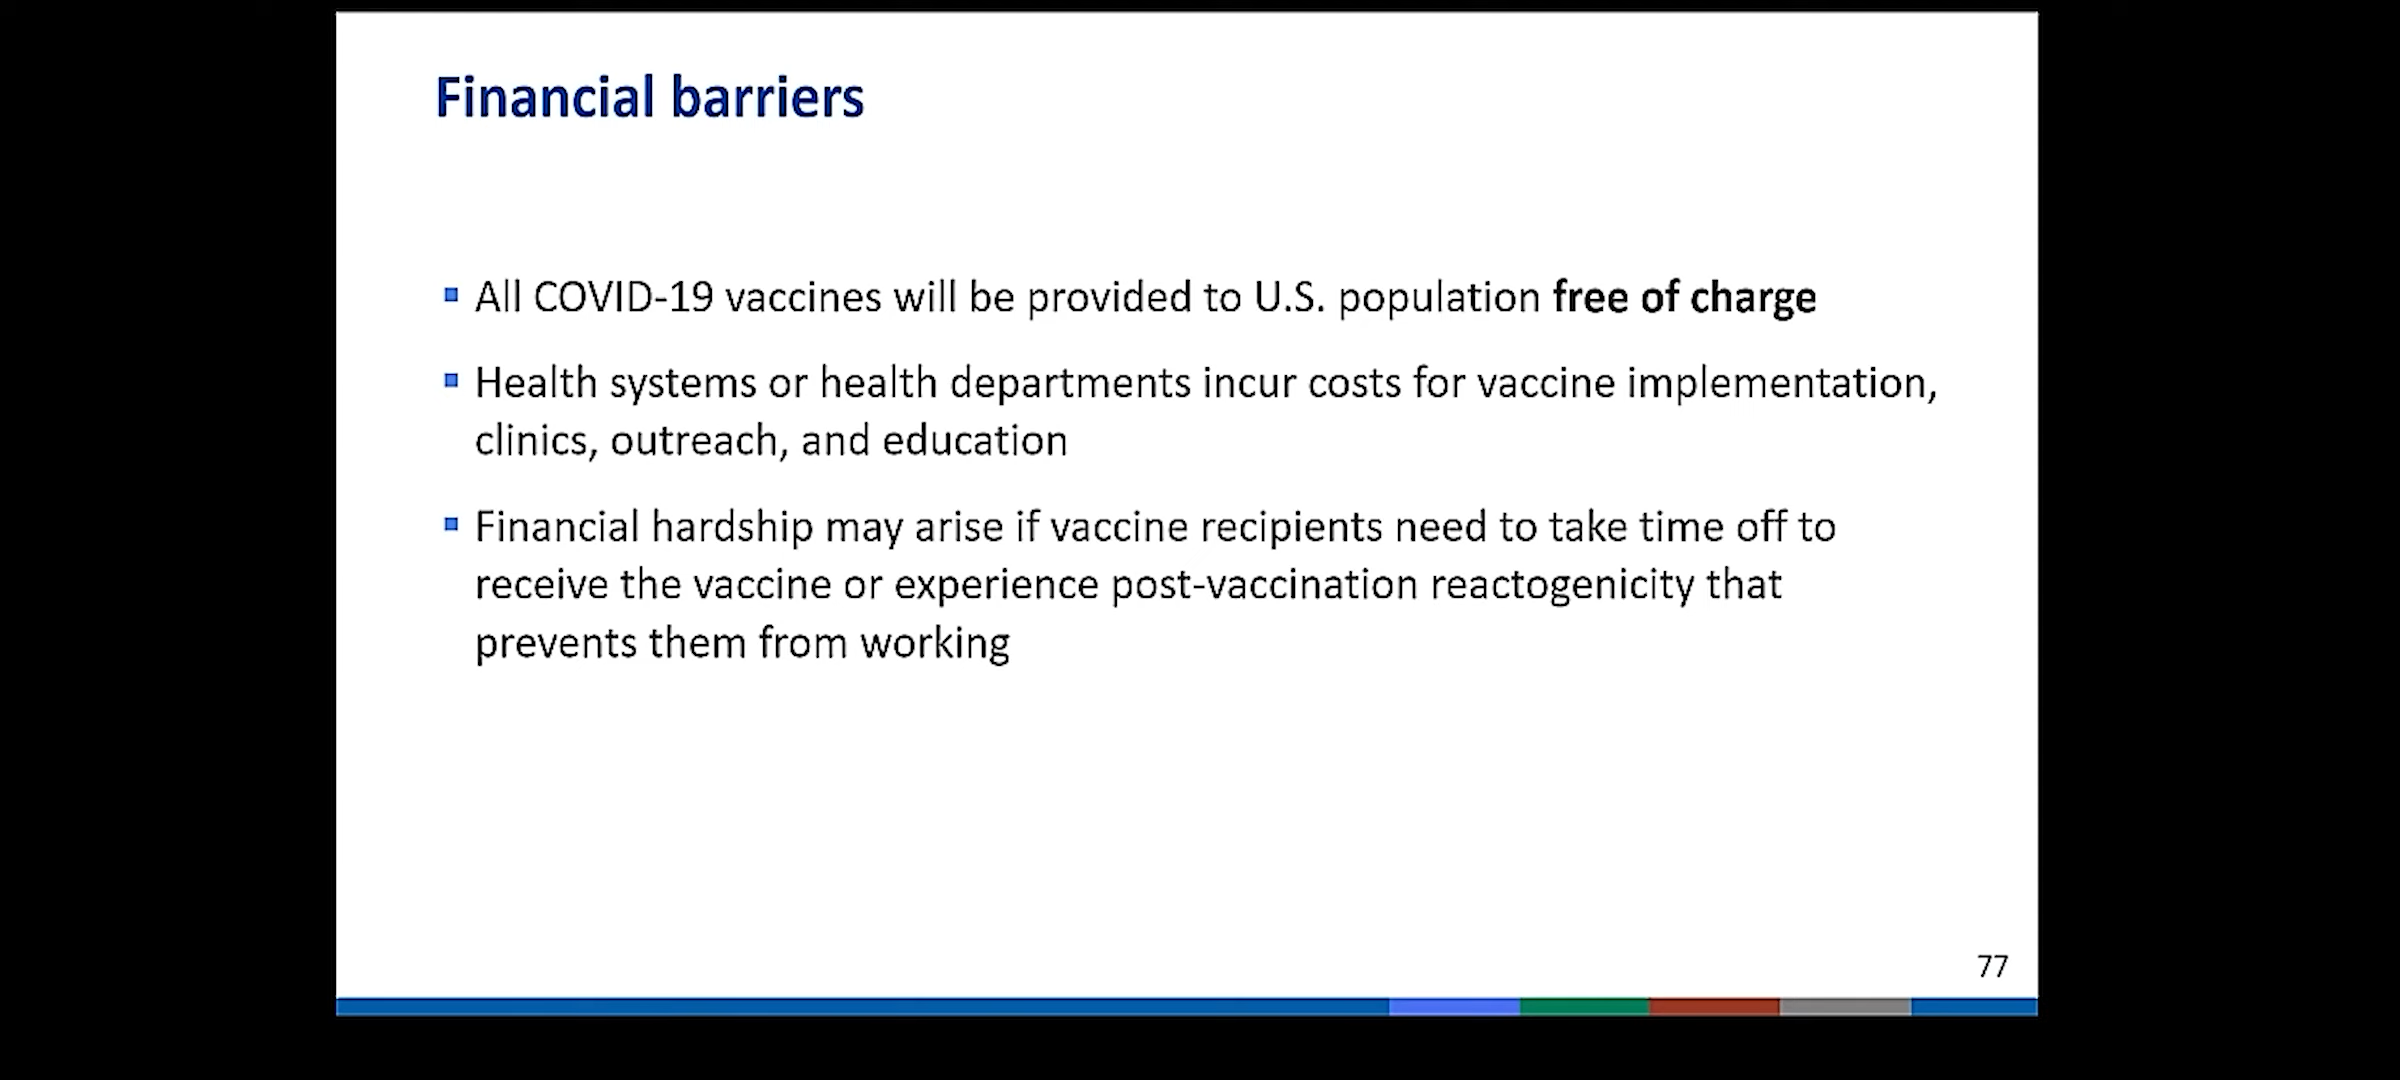 Financial barriers
▪ All COVID-19 vaccines will be provided to U.S. population free of charge
▪ Health systems or health departments incur costs for vaccine implementation,
clinics, outreach, and education
▪ Financial hardship may arise if vaccine recipients need to take time off to
receive the vaccine or experience post-vaccination reactogenicity that
prevents them from working
77